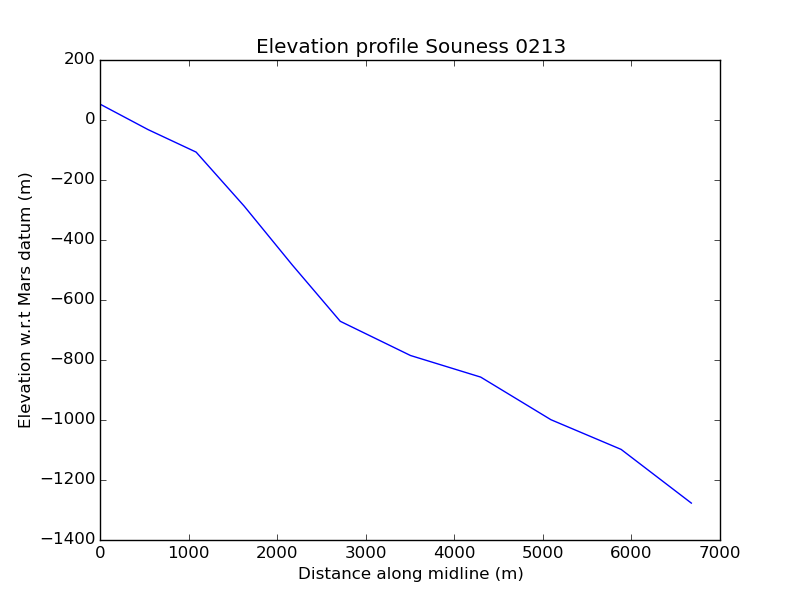 Elevation profile Souness 0213
200
0
−200
−400
−600
−800
−1000
−1200
−1400
Elevation w.r.t Mars datum (m)
0 1000 2000 3000 4000 5000 6000 7000
Distance along midline (m)